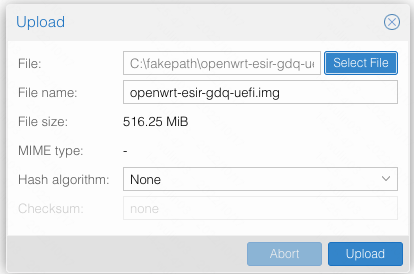 Upload
File: C:\fakepath\openwrt-esir-gdq-ue Select File
File name: openwrt-esir-gdq-uefi.img
File size: 516.25 MiB
MIME type: -
Hash algorithm: None
Checksum: none
Abort Upload